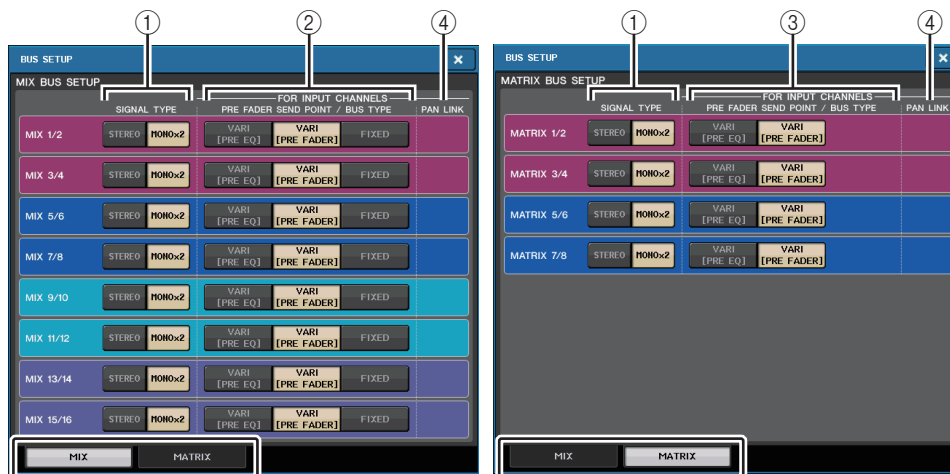 ① ② ④
BUS SETUP ×
MIX BUS SETUP
FOR INPUT CHANNELS
SIGNAL TYPE PRE FADER SEND POINT / BUS TYPE PAN LINK
MIX 1/2 STEREO MONOx2 VARI [PRE EQ] VARI [PRE FADER] FIXED
MIX 3/4 STEREO MONOx2 VARI [PRE EQ] VARI [PRE FADER] FIXED
MIX 5/6 STEREO MONOx2 VARI [PRE EQ] VARI [PRE FADER] FIXED
MIX 7/8 STEREO MONOx2 VARI [PRE EQ] VARI [PRE FADER] FIXED
MIX 9/10 STEREO MONOx2 VARI [PRE EQ] VARI [PRE FADER] FIXED
MIX 11/12 STEREO MONOx2 VARI [PRE EQ] VARI [PRE FADER] FIXED
MIX 13/14 STEREO MONOx2 VARI [PRE EQ] VARI [PRE FADER] FIXED
MIX 15/16 STEREO MONOx2 VARI [PRE EQ] VARI [PRE FADER] FIXED
MIX MATRIX
① ③ ④
BUS SETUP ×
MATRIX BUS SETUP
FOR INPUT CHANNELS
SIGNAL TYPE PRE FADER SEND POINT / BUS TYPE PAN LINK
MATRIX 1/2 STEREO MONOx2 VARI [PRE EQ] VARI [PRE FADER]
MATRIX 3/4 STEREO MONOx2 VARI [PRE EQ] VARI [PRE FADER]
MATRIX 5/6 STEREO MONOx2 VARI [PRE EQ] VARI [PRE FADER]
MATRIX 7/8 STEREO MONOx2 VARI [PRE EQ] VARI [PRE FADER]
MIX MATRIX